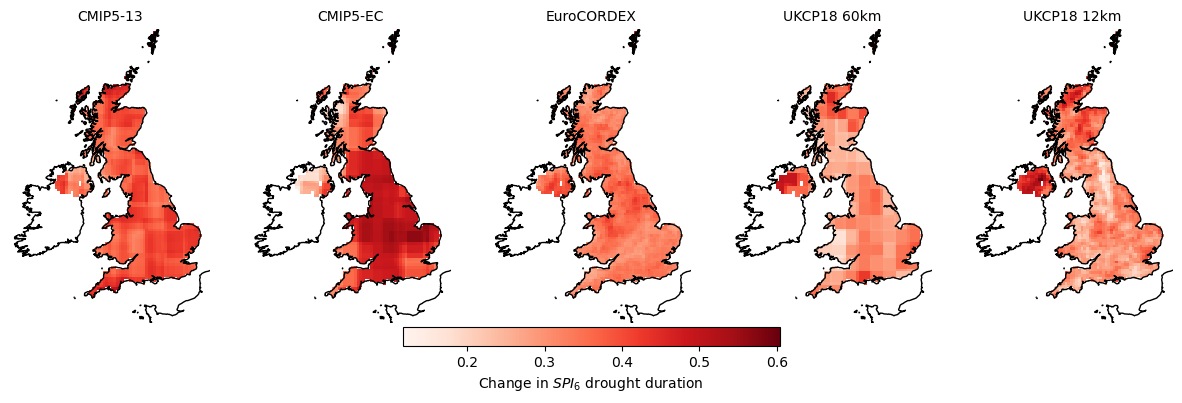 CMIP5-13 CMIP5-EC EuroCORDEX UKCP18 60km UKCP18 12km
0.2 0.3 0.4 0.5 0.6
Change in SPI₆ drought duration